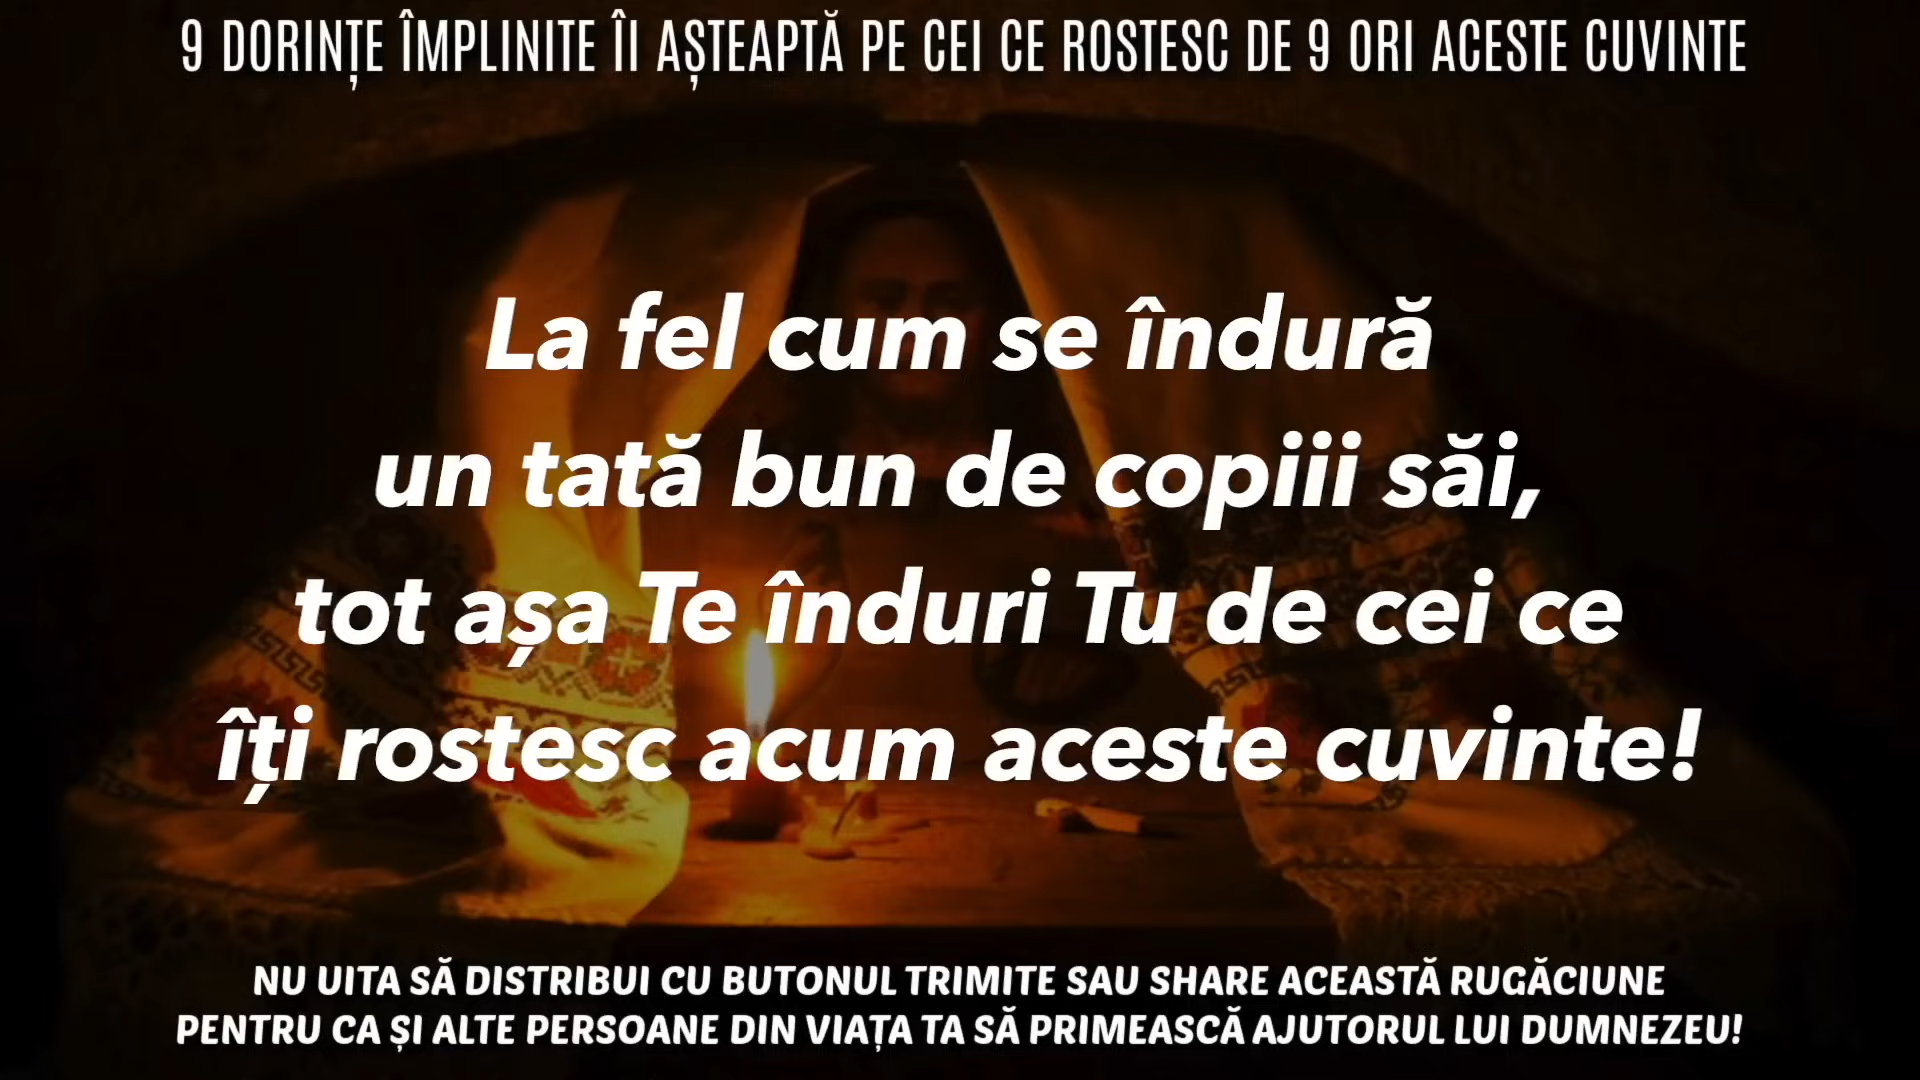 9 DORINȚE ÎMPLINITE ÎI AȘTEAPTĂ PE CEI CE ROSTESC DE 9 ORI ACESTE CUVINTE
La fel cum se îndură
un tată bun de copiii săi,
tot așa Te înduri Tu de cei ce
îți rostesc acum aceste cuvinte!
NU UITA SĂ DISTRIBUI CU BUTONUL TRIMITE SAU SHARE ACEASTĂ RUGĂCIUNE
PENTRU CA ȘI ALTE PERSOANE DIN VIAȚA TA SĂ PRIMEASCĂ AJUTORUL LUI DUMNEZEU!